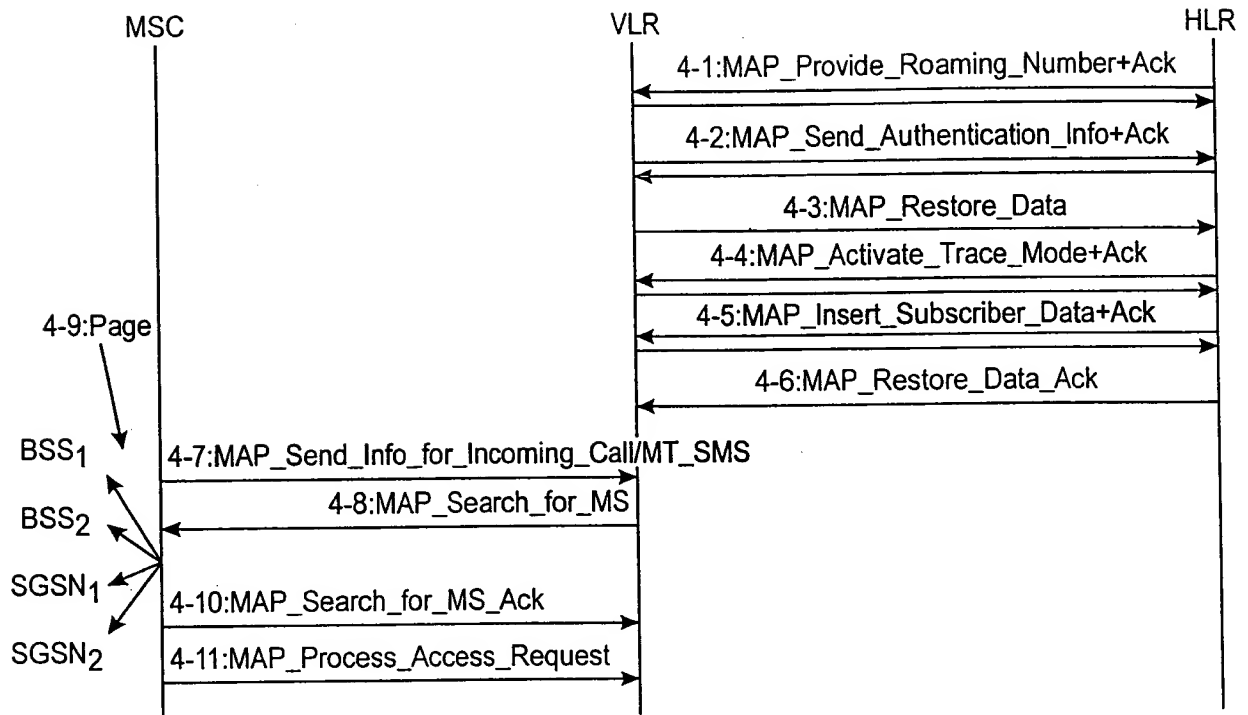 MSC
VLR
HLR
4-1:MAP_Provide_Roaming_Number+Ack
4-2:MAP_Send_Authentication_Info+Ack
4-3:MAP_Restore_Data
4-4:MAP_Activate_Trace_Mode+Ack
4-5:MAP_Insert_Subscriber_Data+Ack
4-9:Page
4-6:MAP_Restore_Data_Ack
BSS1
4-7:MAP_Send_Info_for_Incoming_Call/MT_SMS
4-8:MAP_Search_for_MS
BSS2
SGSN1
4-10:MAP_Search_for_MS_Ack
SGSN2
4-11:MAP_Process_Access_Request